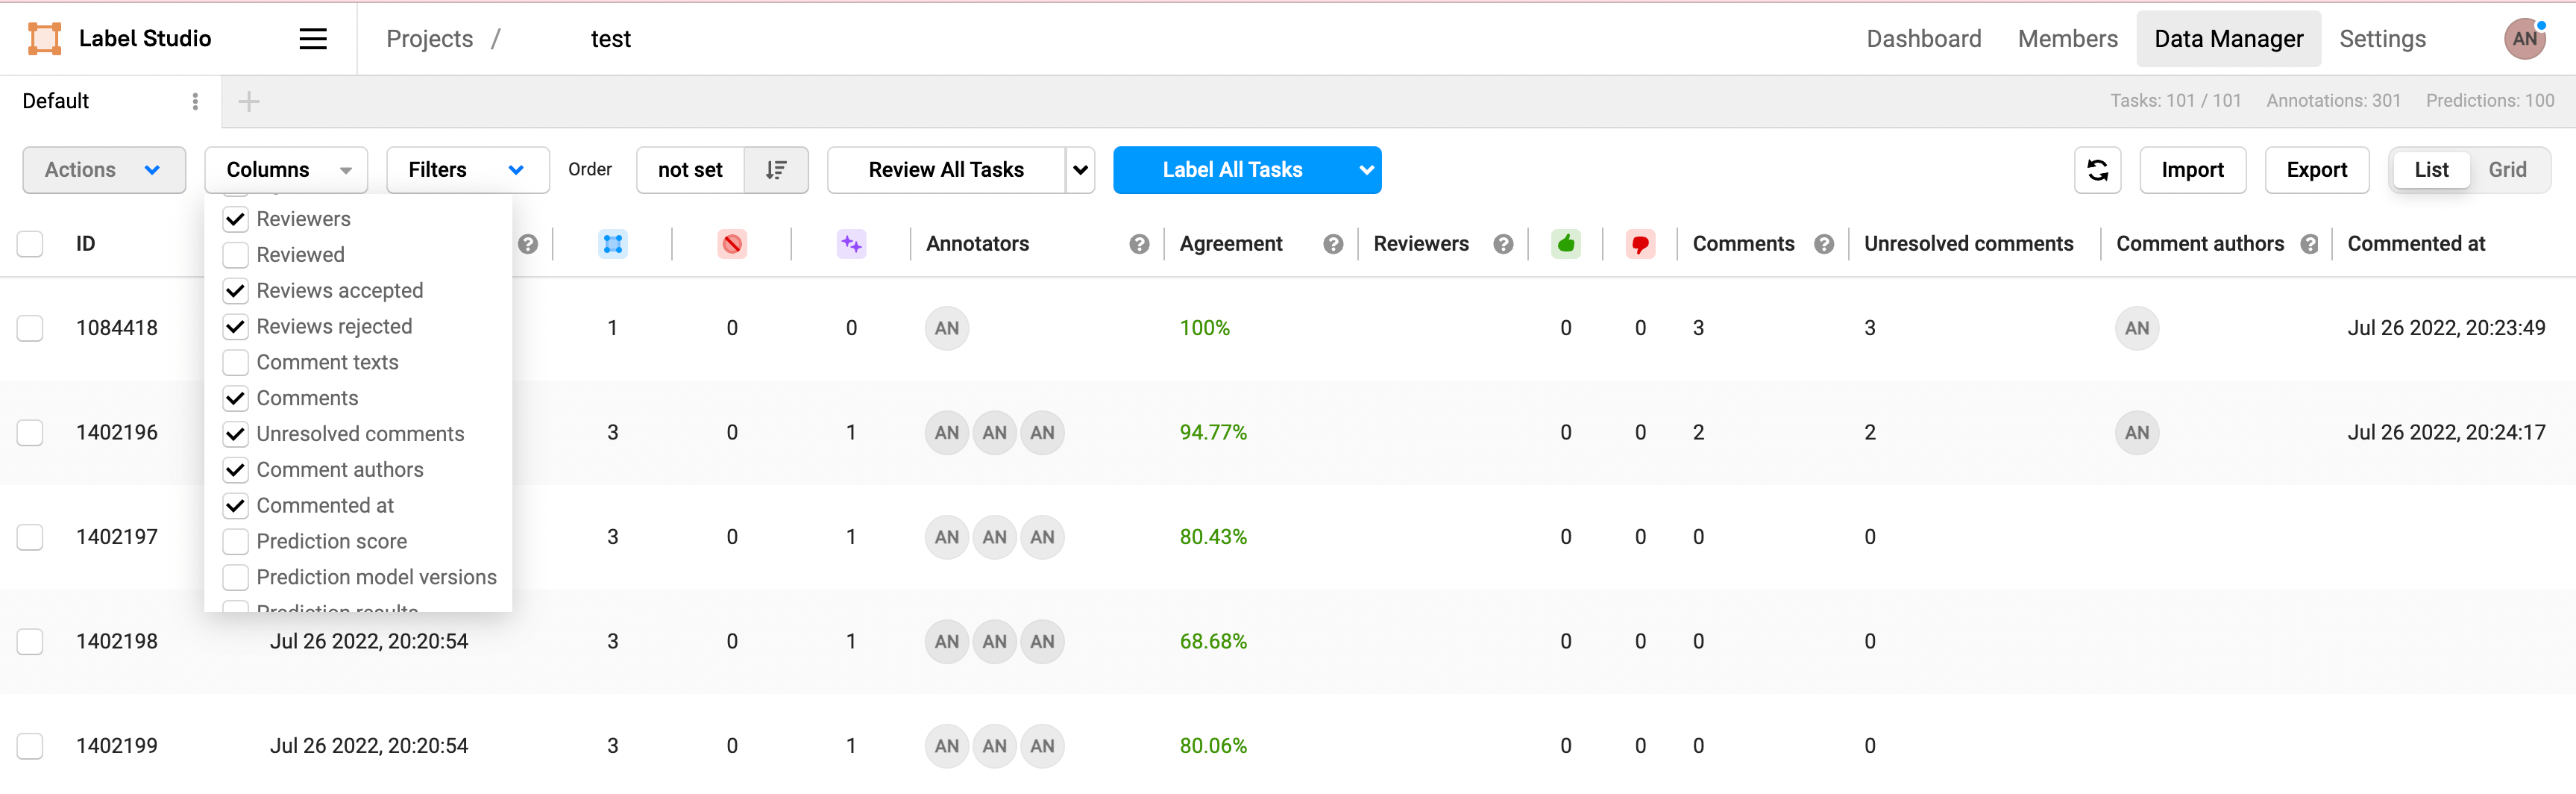 Label Studio Projects / test Dashboard Members Data Manager Settings AN
Default Tasks: 101 / 101 Annotations: 301 Predictions: 100
Actions Columns Filters Order not set Review All Tasks Label All Tasks Import Export List Grid
ID Annotators Agreement Reviewers Comments Unresolved comments Comment authors Commented at
Reviewers
Reviewed
Reviews accepted
Reviews rejected
Comment texts
Comments
Unresolved comments
Comment authors
Commented at
Prediction score
Prediction model versions
Prediction results
1084418 1 0 0 AN 100% 0 0 3 3 AN Jul 26 2022, 20:23:49
1402196 3 0 1 AN AN AN 94.77% 0 0 2 2 AN Jul 26 2022, 20:24:17
1402197 3 0 1 AN AN AN 80.43% 0 0 0 0
1402198 Jul 26 2022, 20:20:54 3 0 1 AN AN AN 68.68% 0 0 0 0
1402199 Jul 26 2022, 20:20:54 3 0 1 AN AN AN 80.06% 0 0 0 0